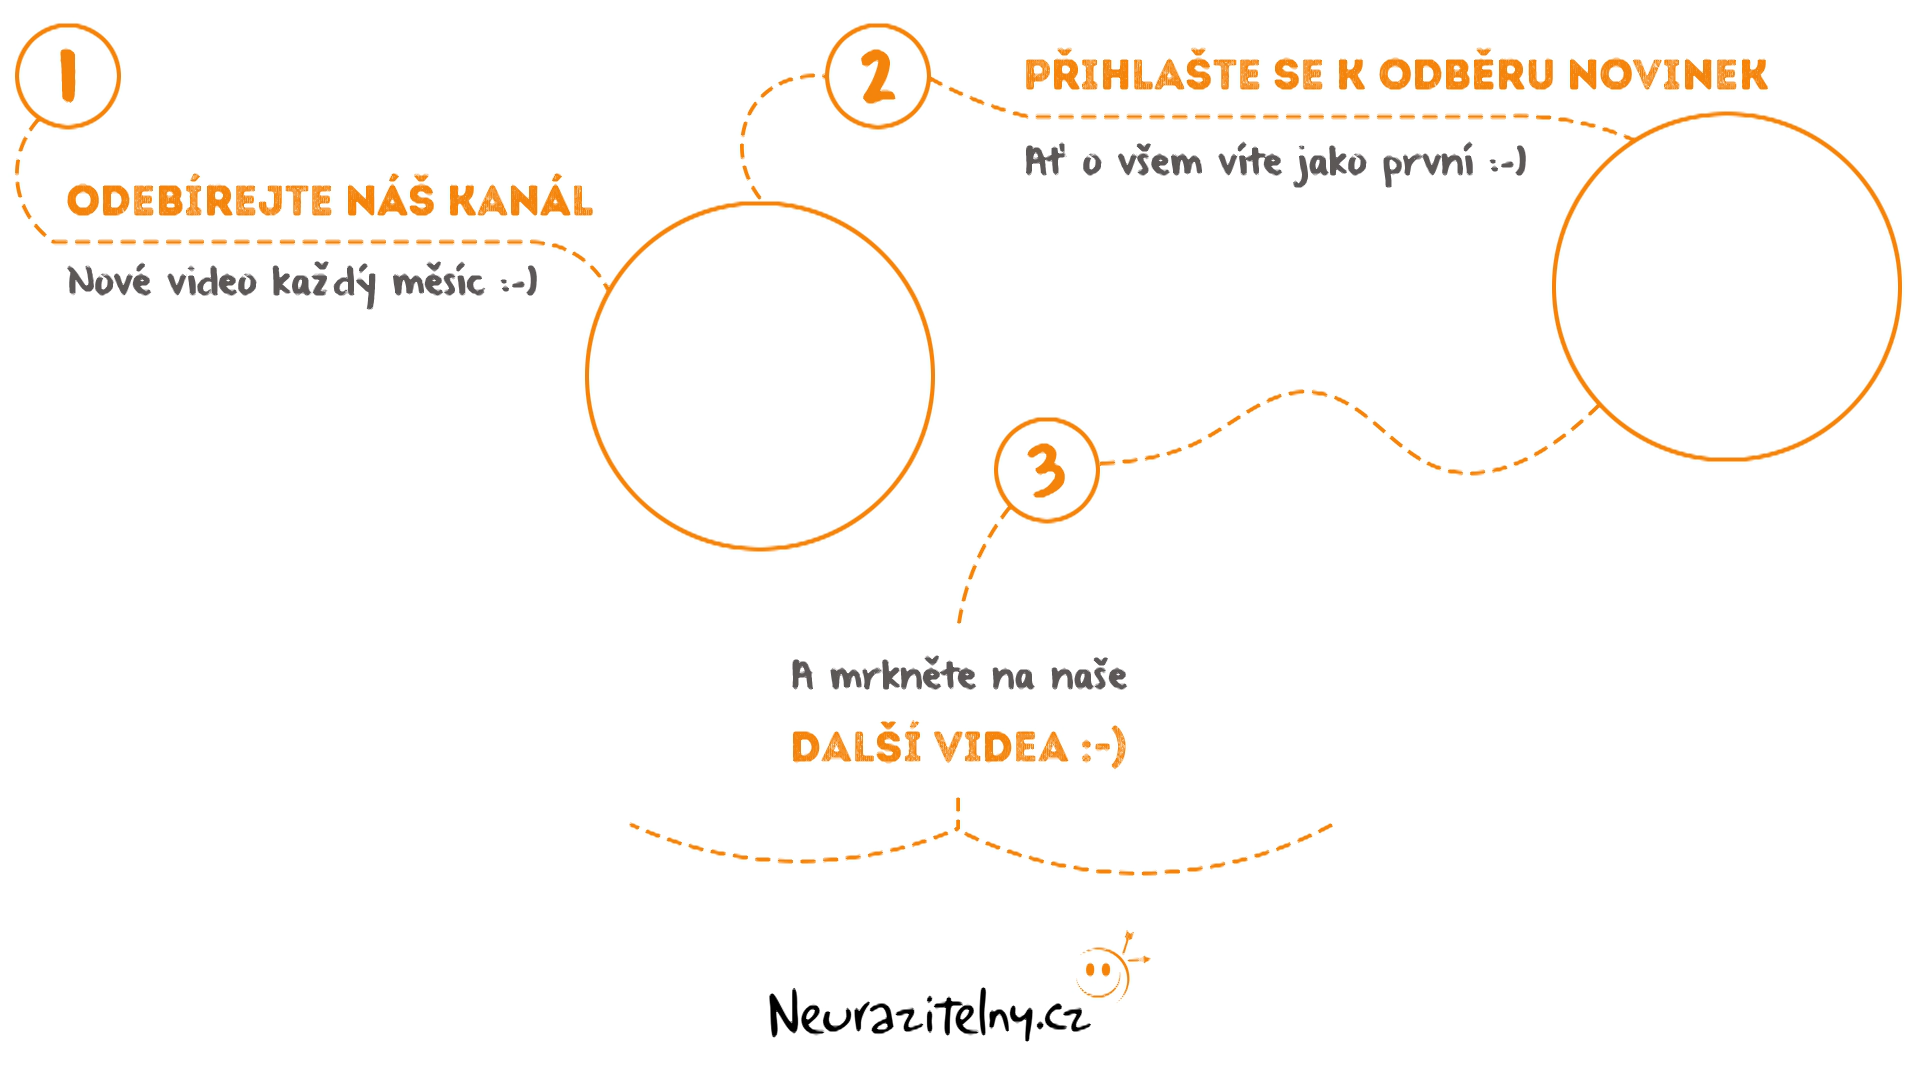 1
ODEBÍREJTE NÁŠ KANÁL
Nové video každý měsíc :-)
2
PŘIHLAŠTE SE K ODBĚRU NOVINEK
Ať o všem víte jako první :-)
3
A mrkněte na naše
DALŠÍ VIDEA :-)
Neurazitelny.cz